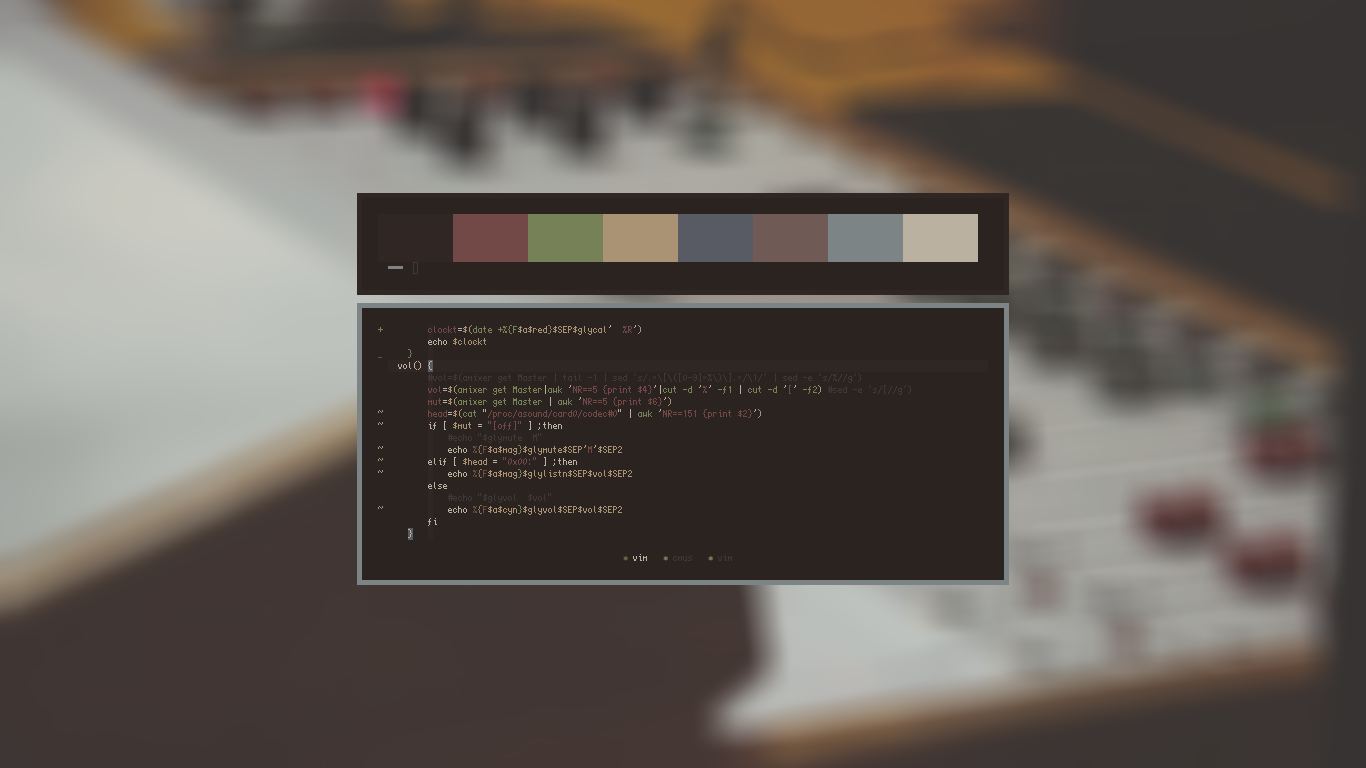 + clockt=$(date +%{F$a$red}$SEP$glycal' %R')
echo $clockt
_ }
vol() {
#vol=$(amixer get Master | tail -1 | sed 's/.*\[\([0-9]*%\)\].*/\1/' | sed -e 's/%//g')
vol=$(amixer get Master|awk 'NR==5 {print $4}'|cut -d '%' -f1 | cut -d '[' -f2) #sed -e 's/[//g')
mut=$(amixer get Master | awk 'NR==5 {print $6}')
~ head=$(cat "/proc/asound/card0/codec#0" | awk 'NR==151 {print $2}')
~ if [ $mut = "[off]" ] ;then
#echo "$glymute M"
~ echo %{F$a$mag}$glymute$SEP'M'$SEP2
~ elif [ $head = "0x00:" ] ;then
~ echo %{F$a$mag}$glylistn$SEP$vol$SEP2
else
#echo "$glyvol $vol"
~ echo %{F$a$cyn}$glyvol$SEP$vol$SEP2
fi
}
vim cmus vim